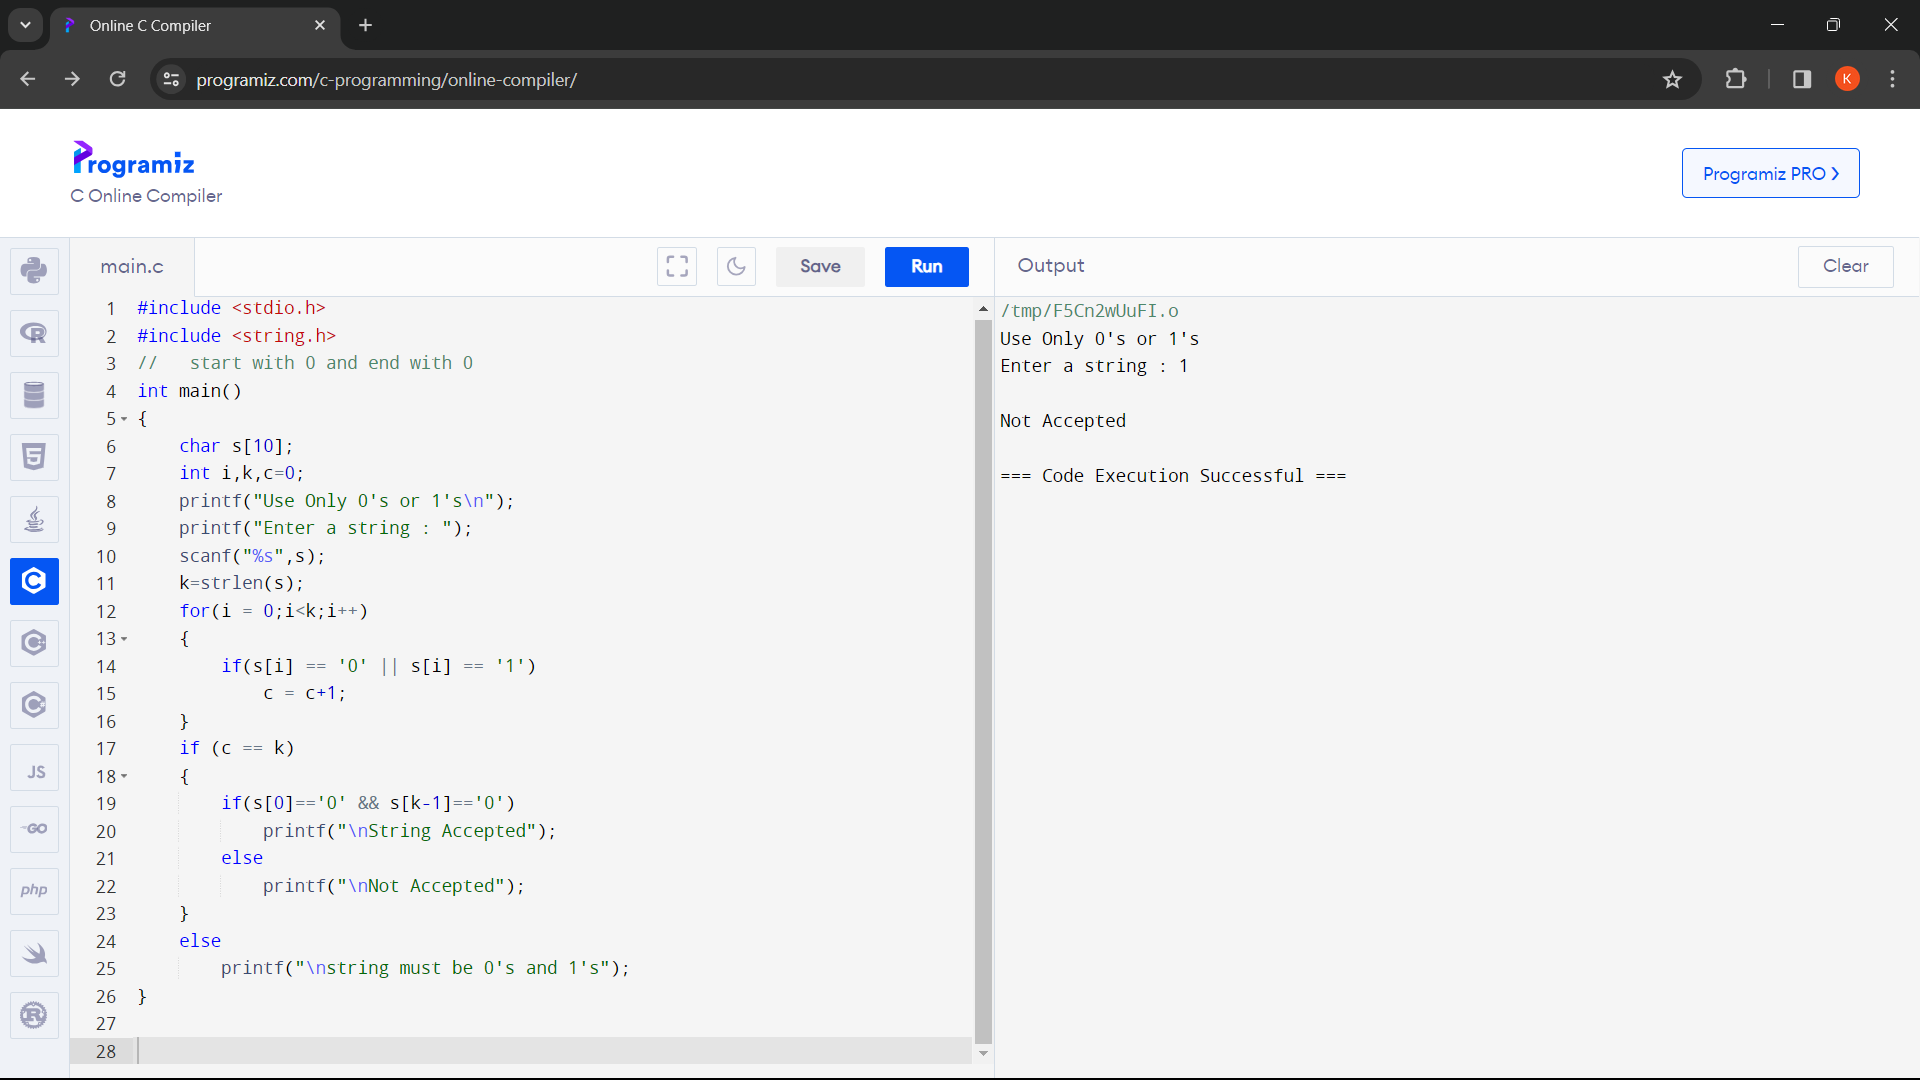 Online C Compiler
programiz.com/c-programming/online-compiler/
K
Programiz
C Online Compiler
Programiz PRO
main.c
Save
Run
Output
Clear
1 #include <stdio.h>
2 #include <string.h>
3 //   start with 0 and end with 0
4 int main()
5 {
6     char s[10];
7     int i,k,c=0;
8     printf("Use Only 0's or 1's\n");
9     printf("Enter a string : ");
10     scanf("%s",s);
11     k=strlen(s);
12     for(i = 0;i<k;i++)
13     {
14         if(s[i] == '0' || s[i] == '1')
15             c = c+1;
16     }
17     if (c == k)
18     {
19         if(s[0]=='0' && s[k-1]=='0')
20             printf("\nString Accepted");
21         else
22             printf("\nNot Accepted");
23     }
24     else
25         printf("\nstring must be 0's and 1's");
26 }
27
28
/tmp/F5Cn2wUuFI.o
Use Only 0's or 1's
Enter a string : 1
Not Accepted
=== Code Execution Successful ===
R
5
C
C
C
JS
GO
php
R